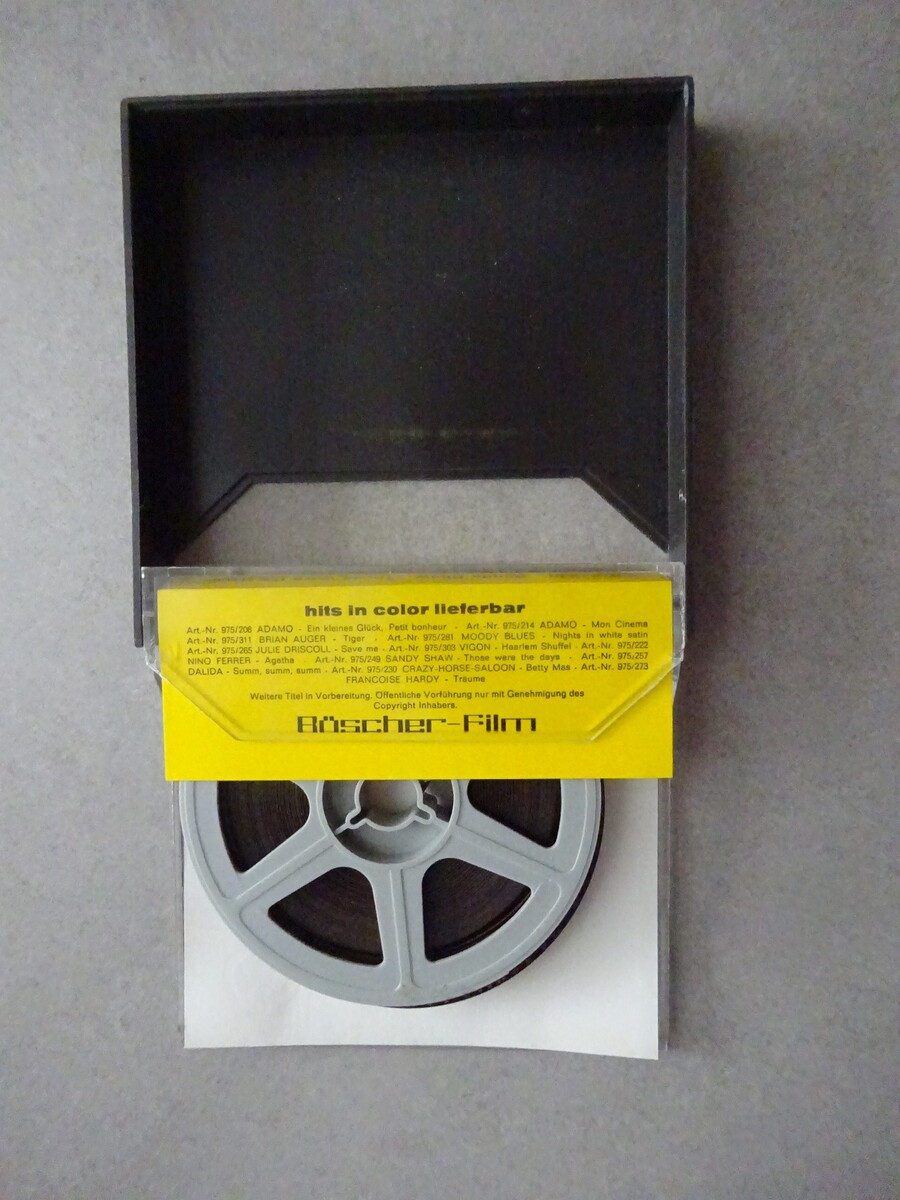 hits in color lieferbar
Art.-Nr. 975/206 ADAMO - Ein kleines Glück, Petit bonheur - Art.-Nr. 975/214 ADAMO - Mon Cinema
Art.-Nr. 975/311 BRIAN AUGER - Tiger - Art.-Nr. 975/281 MOODY BLUES - Nights in white satin
Art.-Nr. 975/265 JULIE DRISCOLL - Save me - Art.-Nr. 975/303 VIGON - Haarlem Shuffel - Art.-Nr. 975/222
NINO FERRER - Agatha - Art.-Nr. 975/249 SANDY SHAW - Those were the days - Art.-Nr. 975/257
DALIDA - Summ, summ, summ - Art.-Nr. 975/230 CRAZY-HORSE-SALOON - Betty Mas - Art.-Nr. 975/273
FRANCOISE HARDY - Träume
Weitere Titel in Vorbereitung. Öffentliche Vorführung nur mit Genehmigung des
Copyright Inhabers.
Röscher-Film